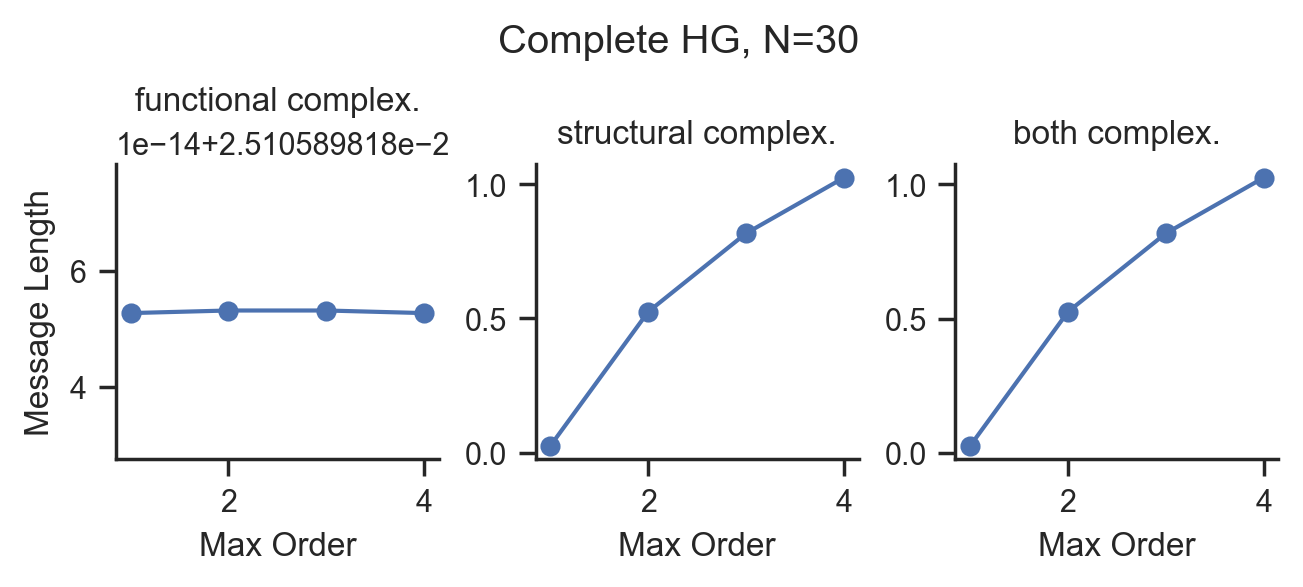 Complete HG, N=30
functional complex.
1e−14+2.510589818e−2
Message Length
6
4
2
4
Max Order
structural complex.
1.0
0.5
0.0
2
4
Max Order
both complex.
1.0
0.5
0.0
2
4
Max Order